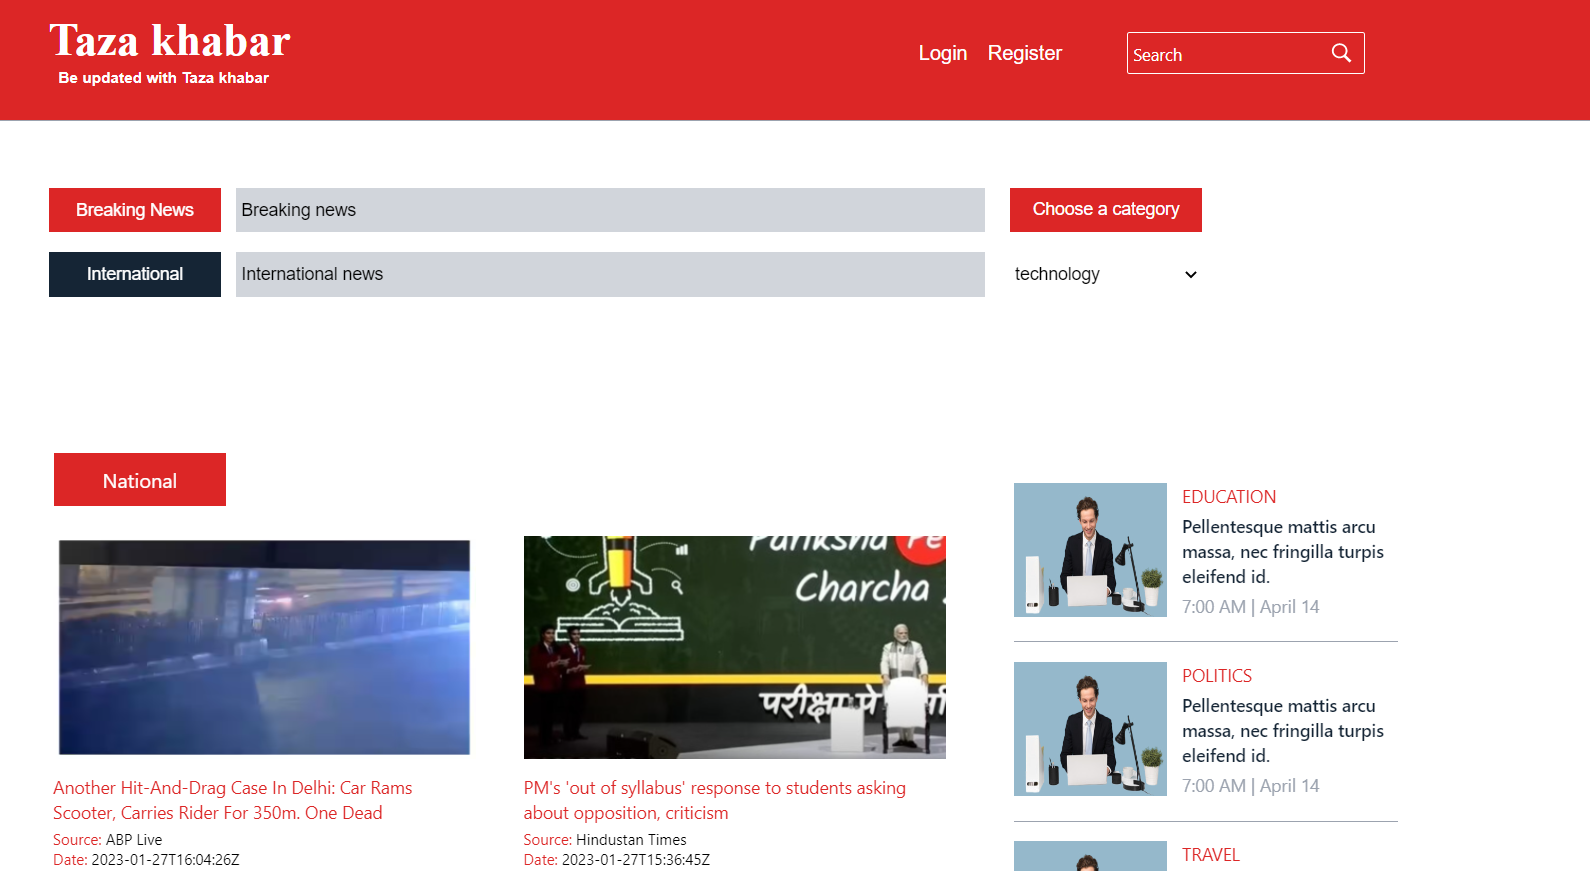 Taza khabar
Be updated with Taza khabar
Login
Register
Search
Breaking News
Breaking news
Choose a category
International
International news
technology
National
Pariksha Pe
Charcha
परीक्षा पे
Another Hit-And-Drag Case In Delhi: Car Rams
Scooter, Carries Rider For 350m. One Dead
Source: ABP Live
Date: 2023-01-27T16:04:26Z
PM's 'out of syllabus' response to students asking
about opposition, criticism
Source: Hindustan Times
Date: 2023-01-27T15:36:45Z
EDUCATION
Pellentesque mattis arcu
massa, nec fringilla turpis
eleifend id.
7:00 AM | April 14
POLITICS
Pellentesque mattis arcu
massa, nec fringilla turpis
eleifend id.
7:00 AM | April 14
TRAVEL